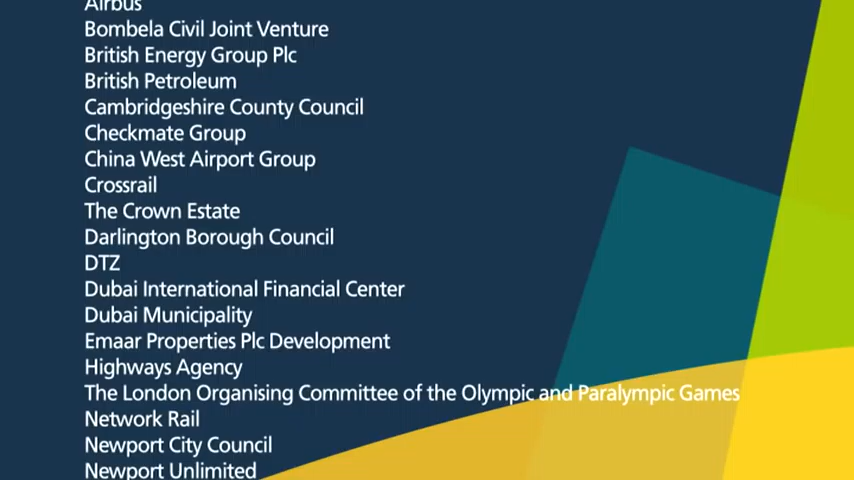 Airbus
Bombela Civil Joint Venture
British Energy Group Plc
British Petroleum
Cambridgeshire County Council
Checkmate Group
China West Airport Group
Crossrail
The Crown Estate
Darlington Borough Council
DTZ
Dubai International Financial Center
Dubai Municipality
Emaar Properties Plc Development
Highways Agency
The London Organising Committee of the Olympic and Paralympic Games
Network Rail
Newport City Council
Newport Unlimited